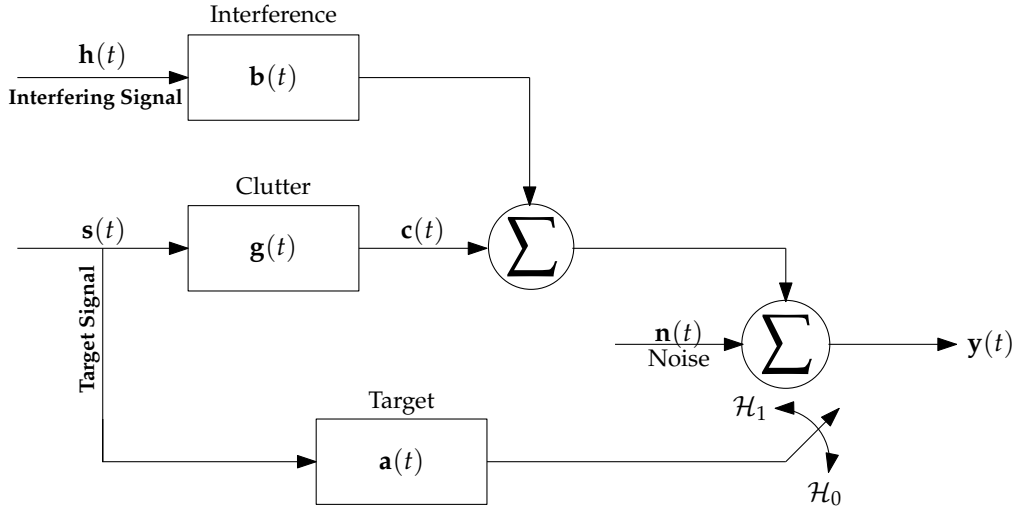 Interference
h(t)
b(t)
Interfering Signal
Clutter
s(t)
g(t)
c(t)
∑
Target Signal
n(t)
Noise
∑
y(t)
Target
a(t)
ℋ₁
ℋ₀